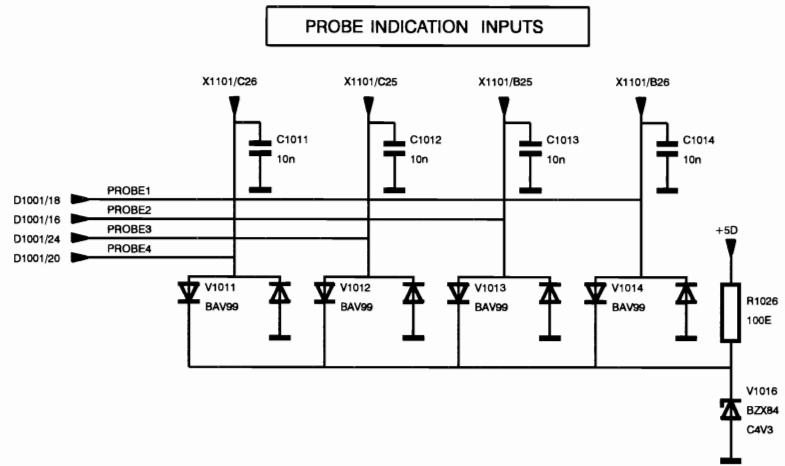 PROBE INDICATION INPUTS
X1101/C26
X1101/C25
X1101/B25
X1101/B26
C1011
10n
C1012
10n
C1013
10n
C1014
10n
D1001/18
PROBE1
D1001/16
PROBE2
D1001/24
PROBE3
D1001/20
PROBE4
+5D
V1011
BAV99
V1012
BAV99
V1013
BAV99
V1014
BAV99
R1026
100E
V1016
BZX84
C4V3